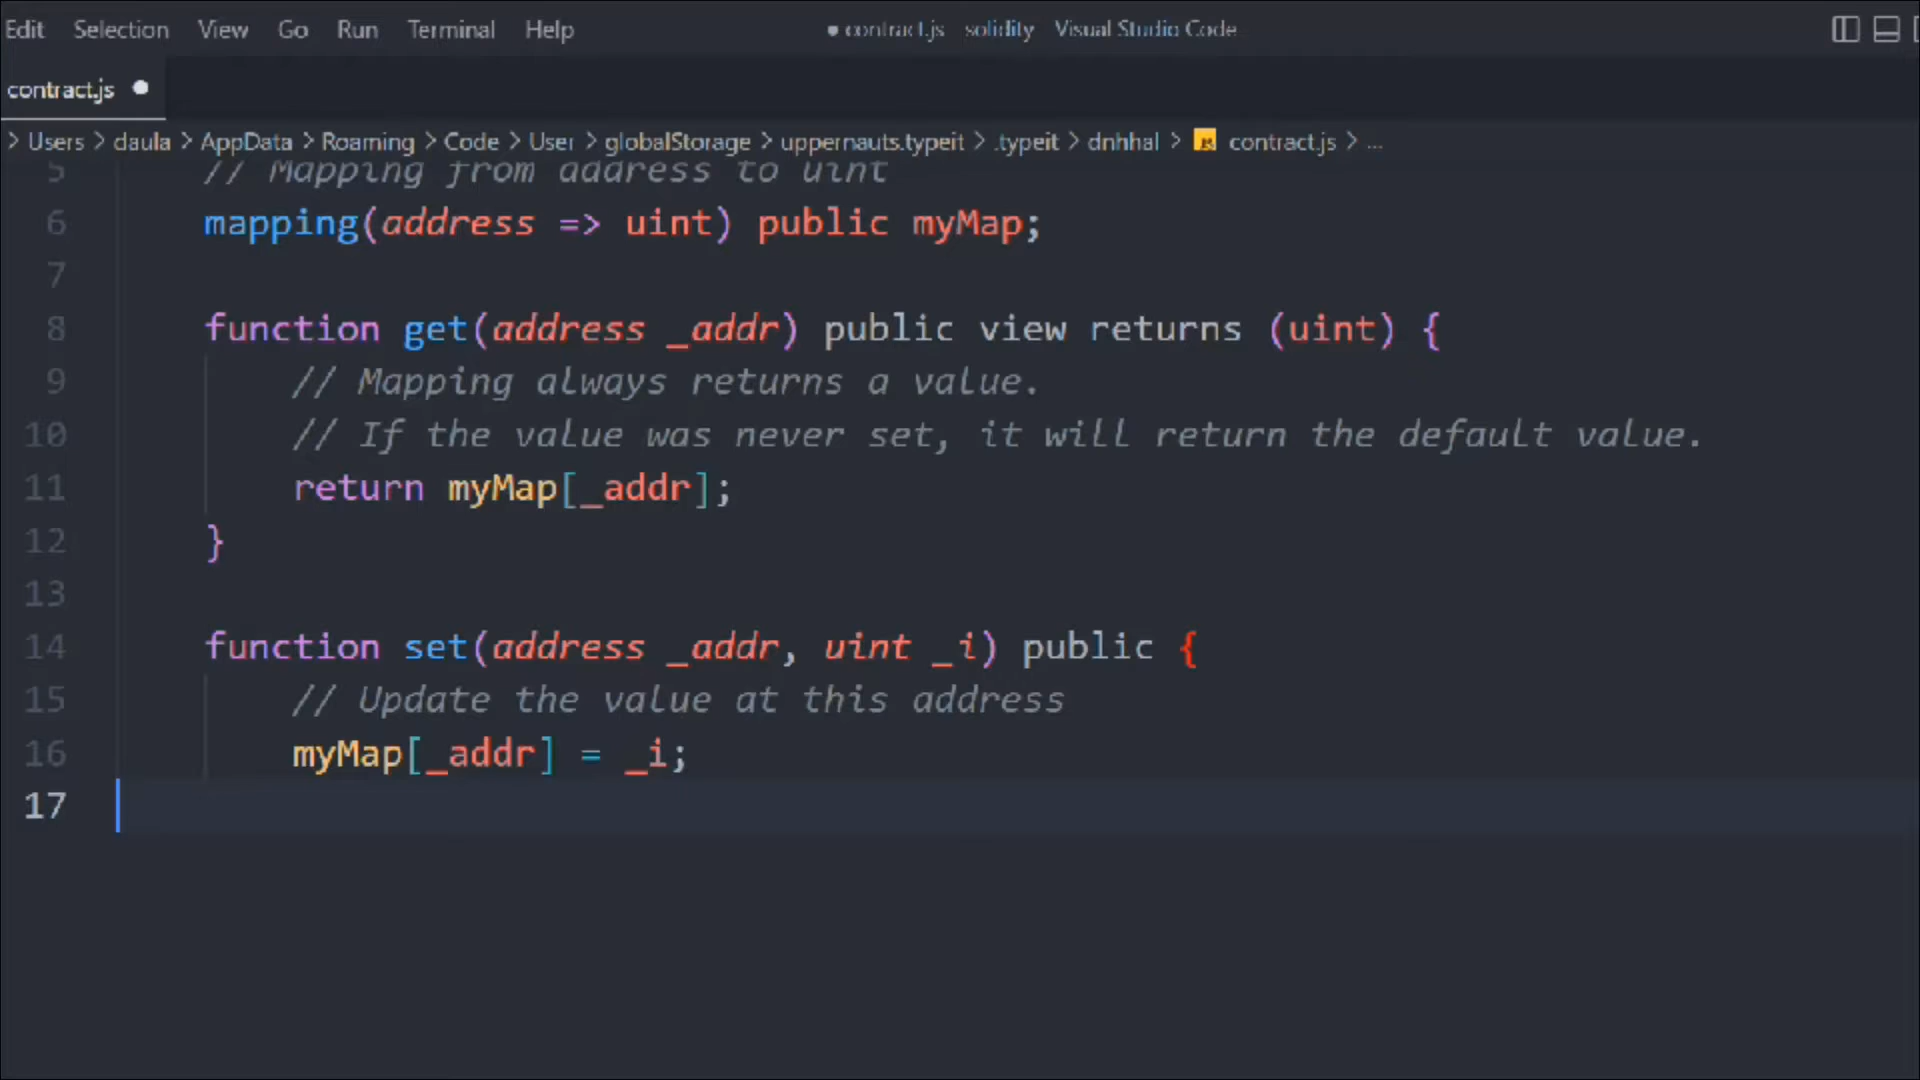 Edit Selection View Go Run Terminal Help ● contract.js solidity Visual Studio Code
contract.js ●
> Users > daula > AppData > Roaming > Code > User > globalStorage > uppernauts.typeit > .typeit > dnhhal > contract.js > ...
5 // Mapping from address to uint
6 mapping(address => uint) public myMap;
7
8 function get(address _addr) public view returns (uint) {
9 // Mapping always returns a value.
10 // If the value was never set, it will return the default value.
11 return myMap[_addr];
12 }
13
14 function set(address _addr, uint _i) public {
15 // Update the value at this address
16 myMap[_addr] = _i;
17